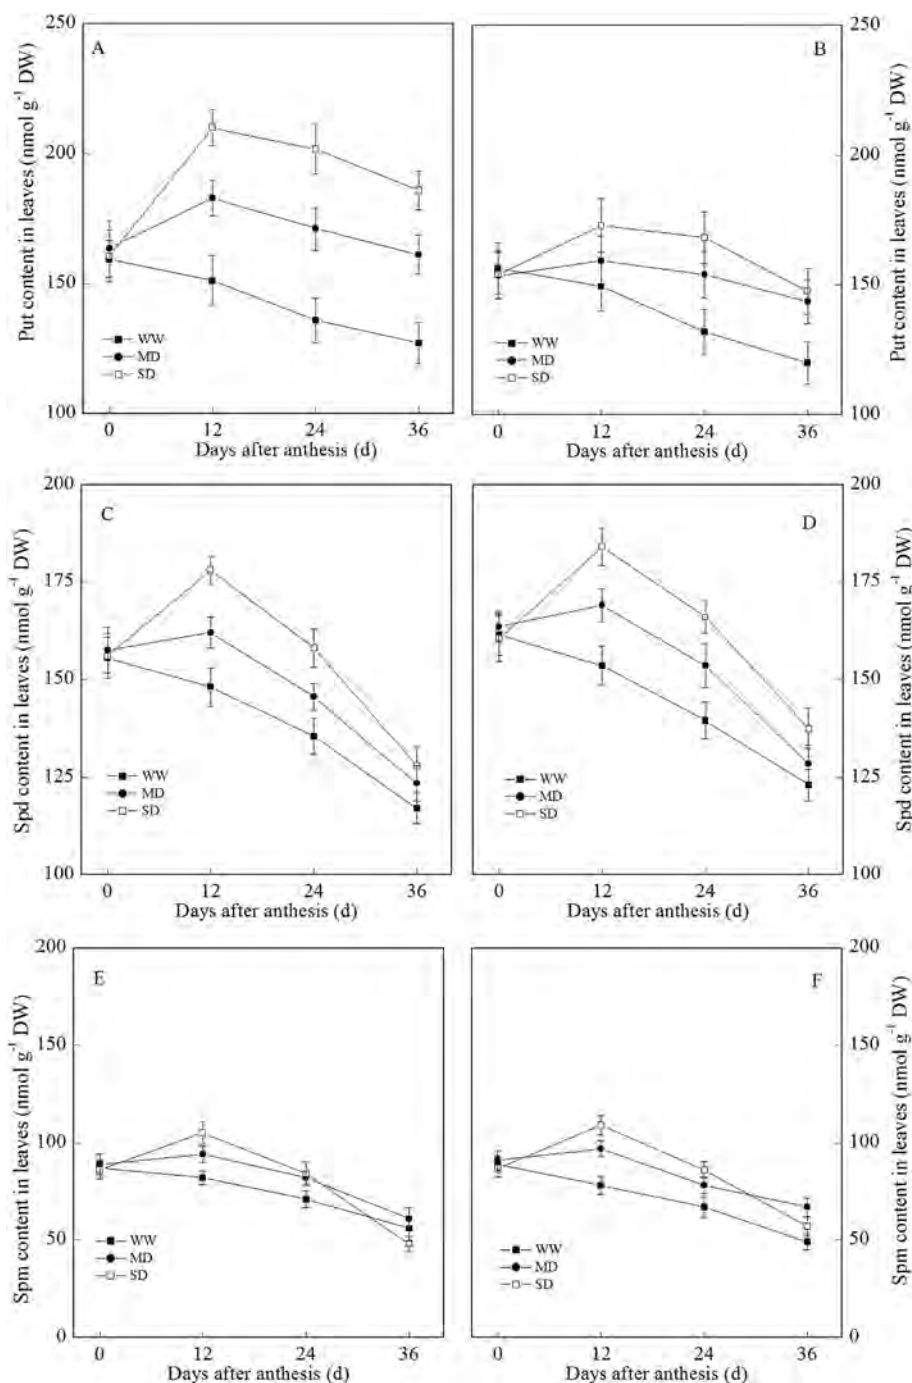 250
200
150
100
Put content in leaves (nmol g⁻¹ DW)
A
WW
MD
SD
0 12 24 36
Days after anthesis (d)
B
WW
MD
SD
0 12 24 36
Days after anthesis (d)
250
200
150
100
Put content in leaves (nmol g⁻¹ DW)
200
175
150
125
100
Spd content in leaves (nmol g⁻¹ DW)
C
WW
MD
SD
0 12 24 36
Days after anthesis (d)
D
WW
MD
SD
0 12 24 36
Days after anthesis (d)
200
175
150
125
100
Spd content in leaves (nmol g⁻¹ DW)
200
150
100
50
0
Spm content in leaves (nmol g⁻¹ DW)
E
WW
MD
SD
0 12 24 36
Days after anthesis (d)
F
WW
MD
SD
0 12 24 36
Days after anthesis (d)
200
150
100
50
0
Spm content in leaves (nmol g⁻¹ DW)